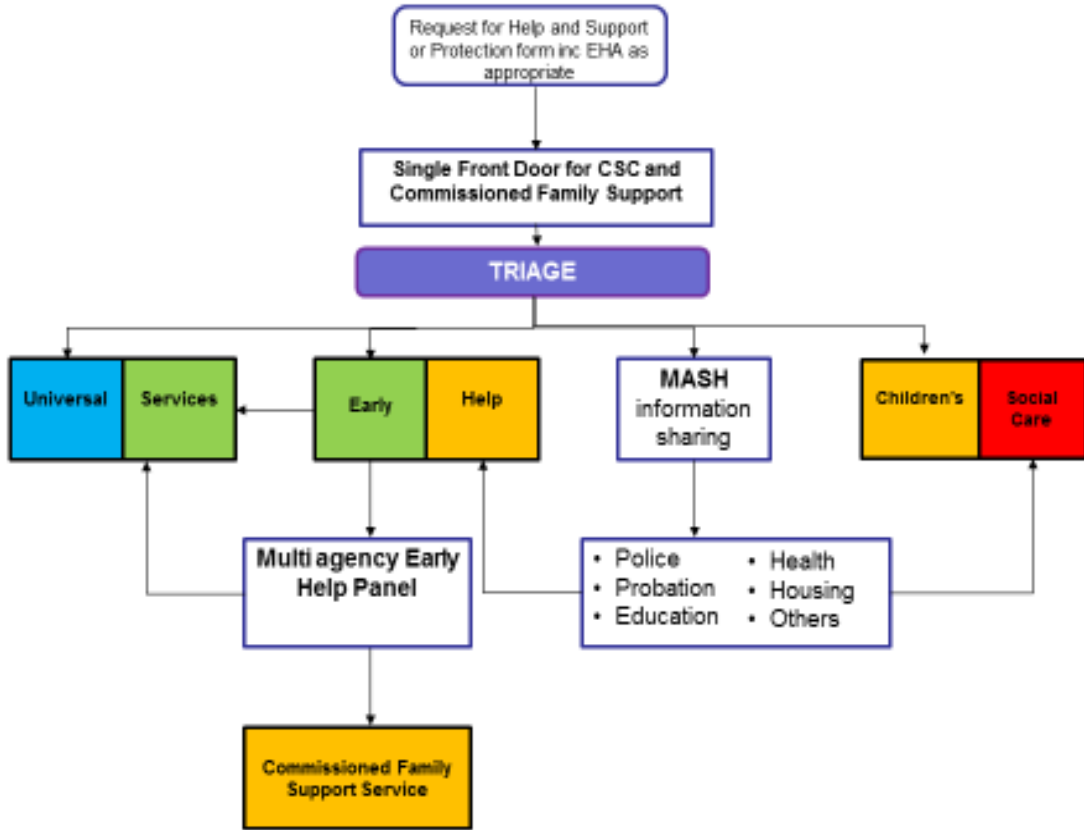 Request for Help and Support
or Protection form inc EHA as
appropriate
Single Front Door for CSC and
Commissioned Family Support
TRIAGE
Universal
Services
Early
Help
MASH
information
sharing
Children's
Social
Care
Multi agency Early
Help Panel
• Police
• Probation
• Education
• Health
• Housing
• Others
Commissioned Family
Support Service